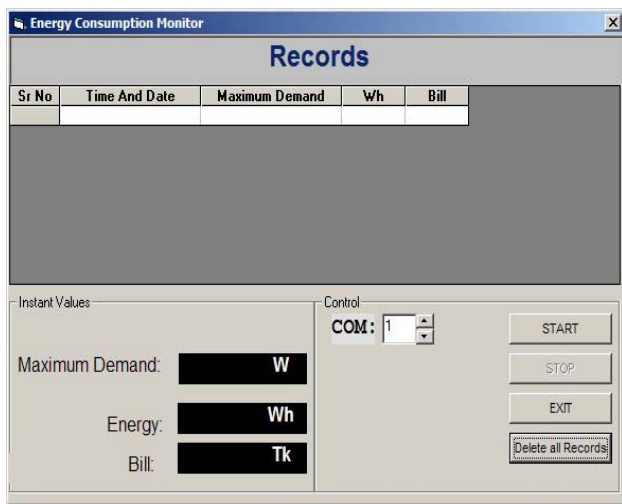 Energy Consumption Monitor
Records
Sr No Time And Date Maximum Demand Wh Bill
Instant Values
Maximum Demand: W
Energy: Wh
Bill: Tk
Control
COM: 1
START
STOP
EXIT
Delete all Records